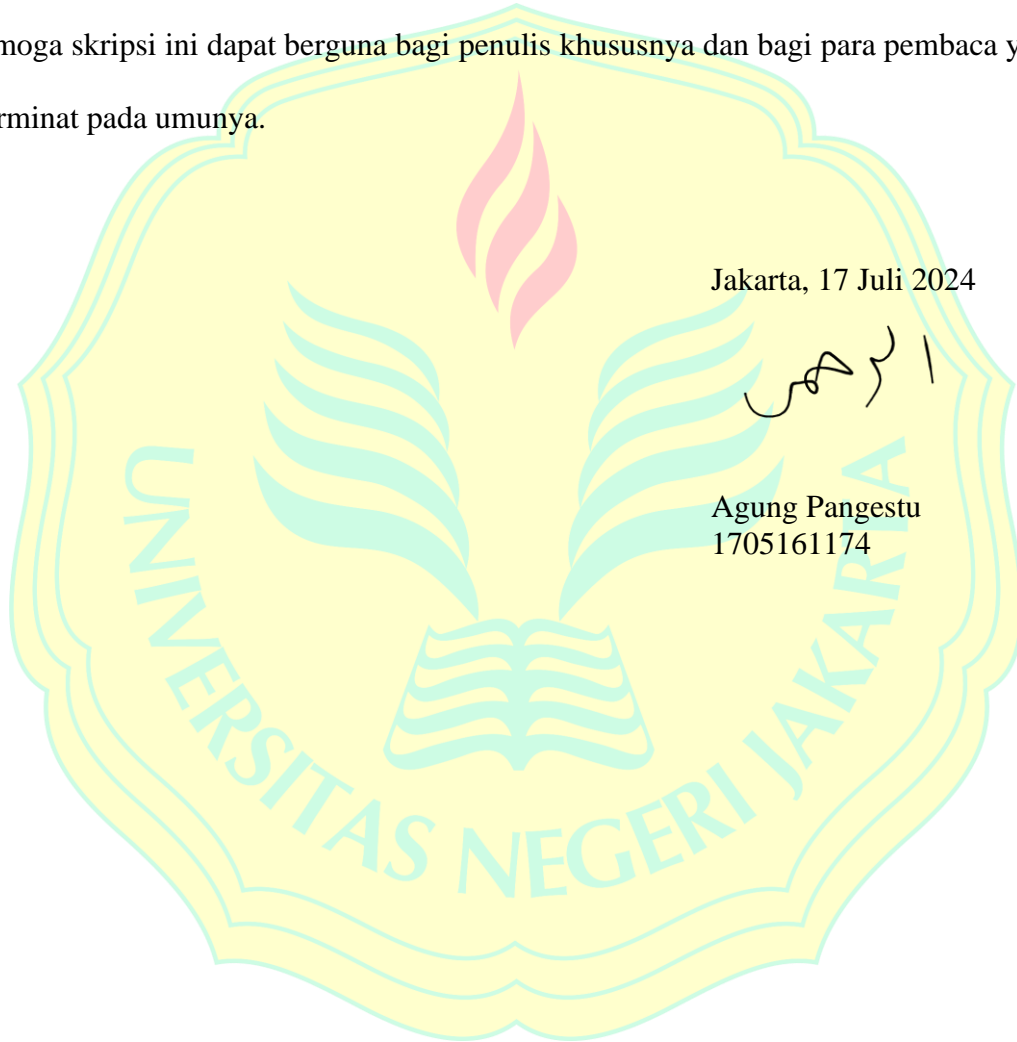 moga skripsi ini dapat berguna bagi penulis khususnya dan bagi para pembaca y
rminat pada umunya.
Jakarta, 17 Juli 2024
Agung Pangestu
1705161174
UNIVERSITAS NEGERI JAKARTA